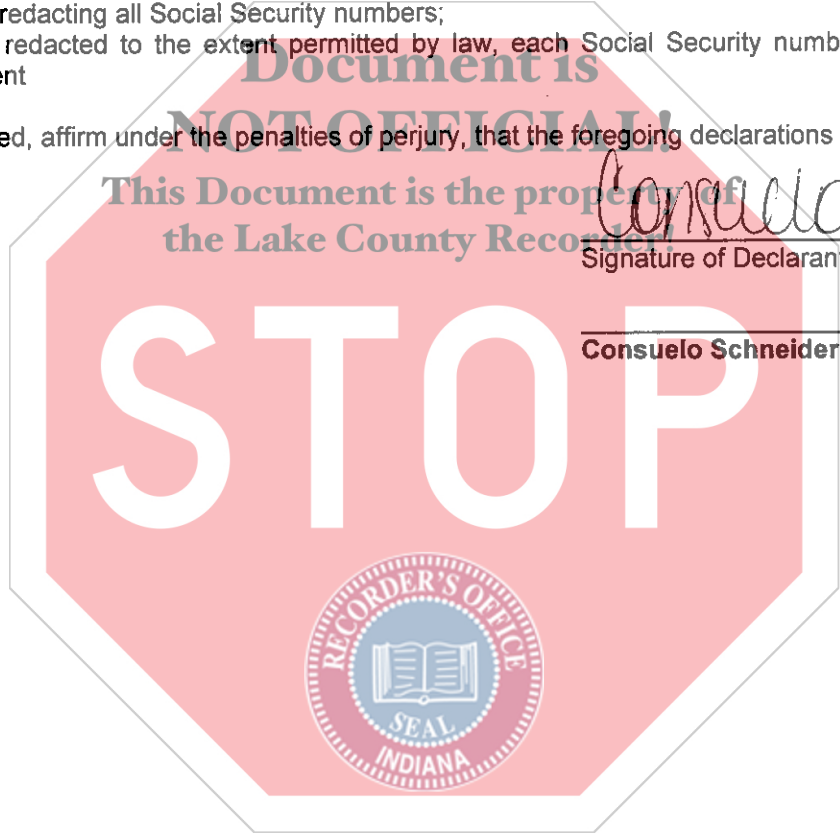 redacting all Social Security numbers;
redacted to the extent permitted by law, each Social Security numb
ent
Document is
NOT OFFICIAL!
ed, affirm under the penalties of perjury, that the foregoing declarations
This Document is the property of
the Lake County Recorder!
Consuelo
Signature of Declarant
Consuelo Schneider
STOP
RECORDER'S OFFICE
SEAL
INDIANA